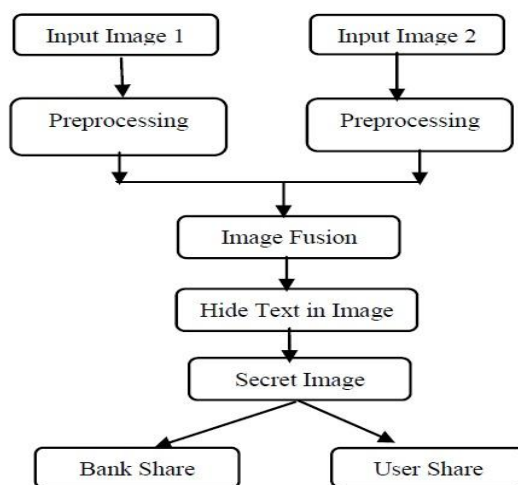 Input Image 1
Input Image 2
Preprocessing
Preprocessing
Image Fusion
Hide Text in Image
Secret Image
Bank Share
User Share